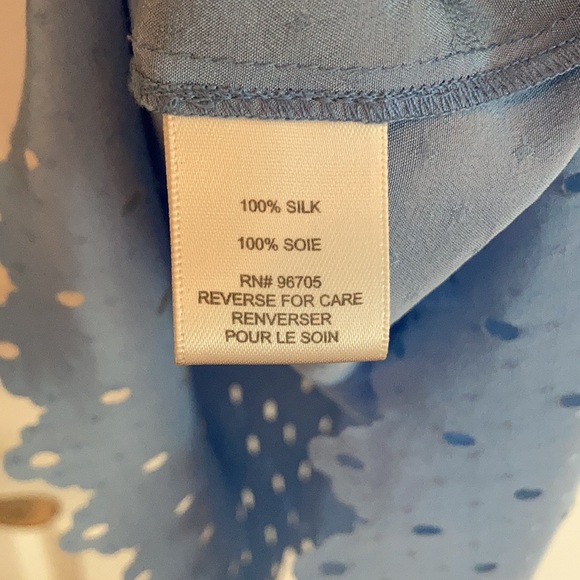 100% SILK
100% SOIE
RN# 96705
REVERSE FOR CARE
RENVERSER
POUR LE SOIN